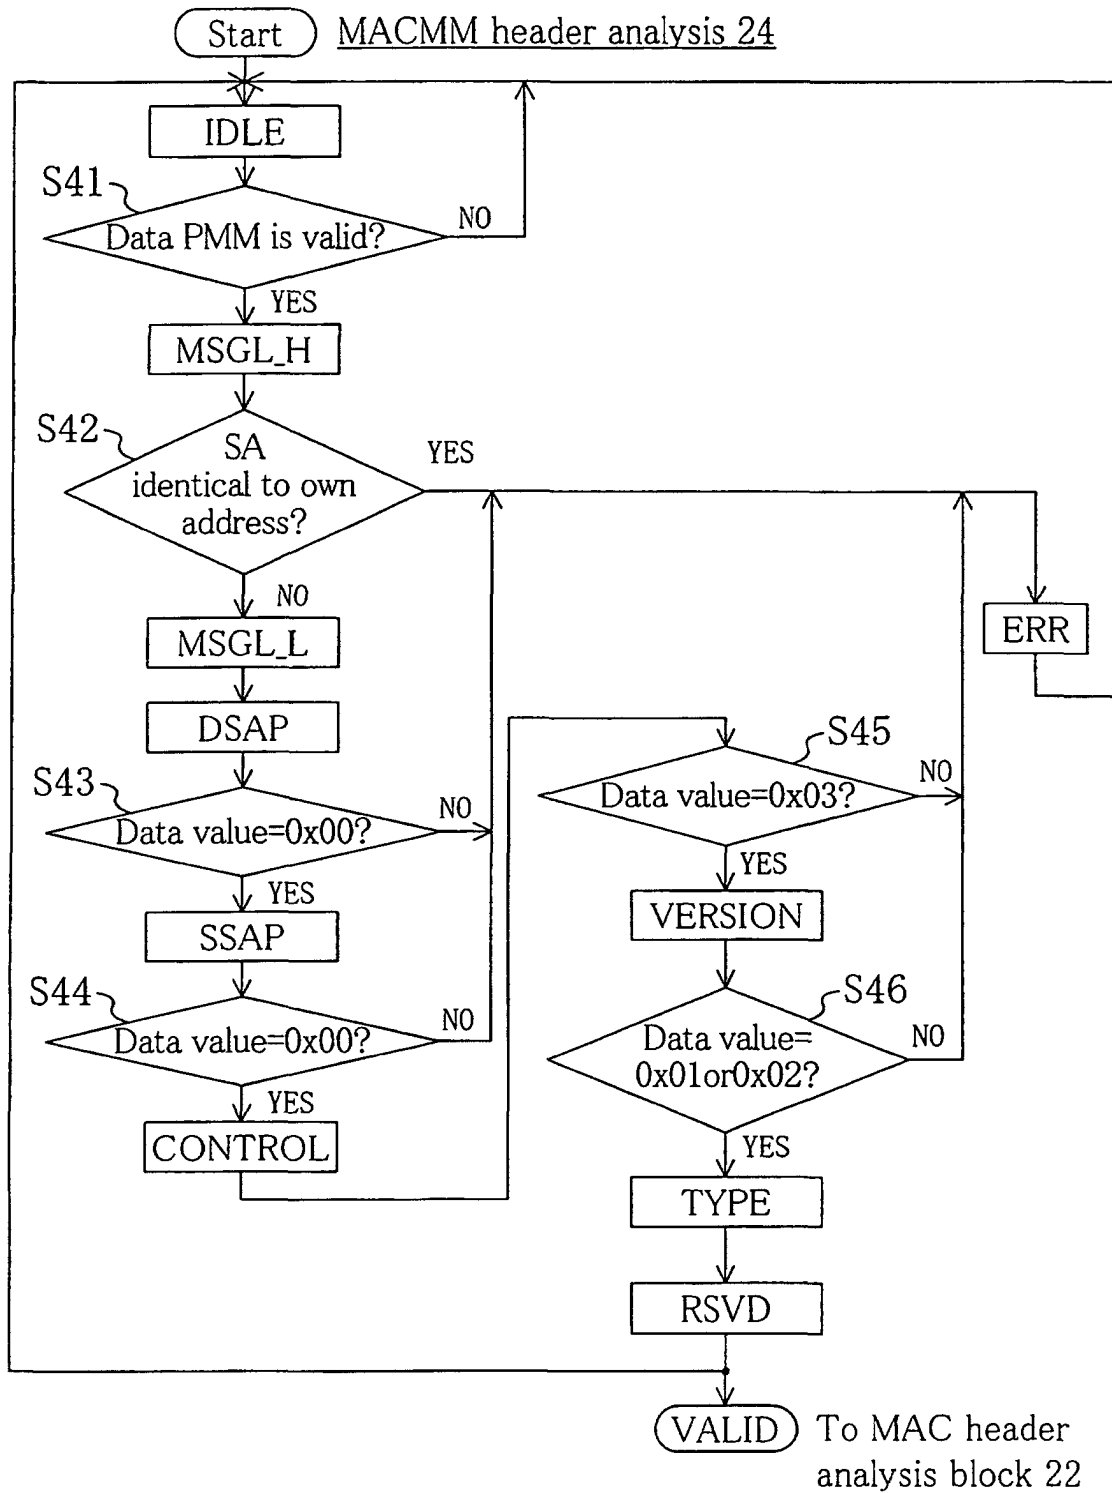 Start
MACMM header analysis 24
IDLE
S41
Data PMM is valid?
NO
YES
MSGL_H
S42
SA
identical to own
address?
YES
NO
MSGL_L
ERR
DSAP
S43
Data value=0x00?
NO
YES
SSAP
S44
Data value=0x00?
NO
YES
CONTROL
S45
Data value=0x03?
NO
YES
VERSION
S46
Data value=
0x01or0x02?
NO
YES
TYPE
RSVD
VALID
To MAC header
analysis block 22